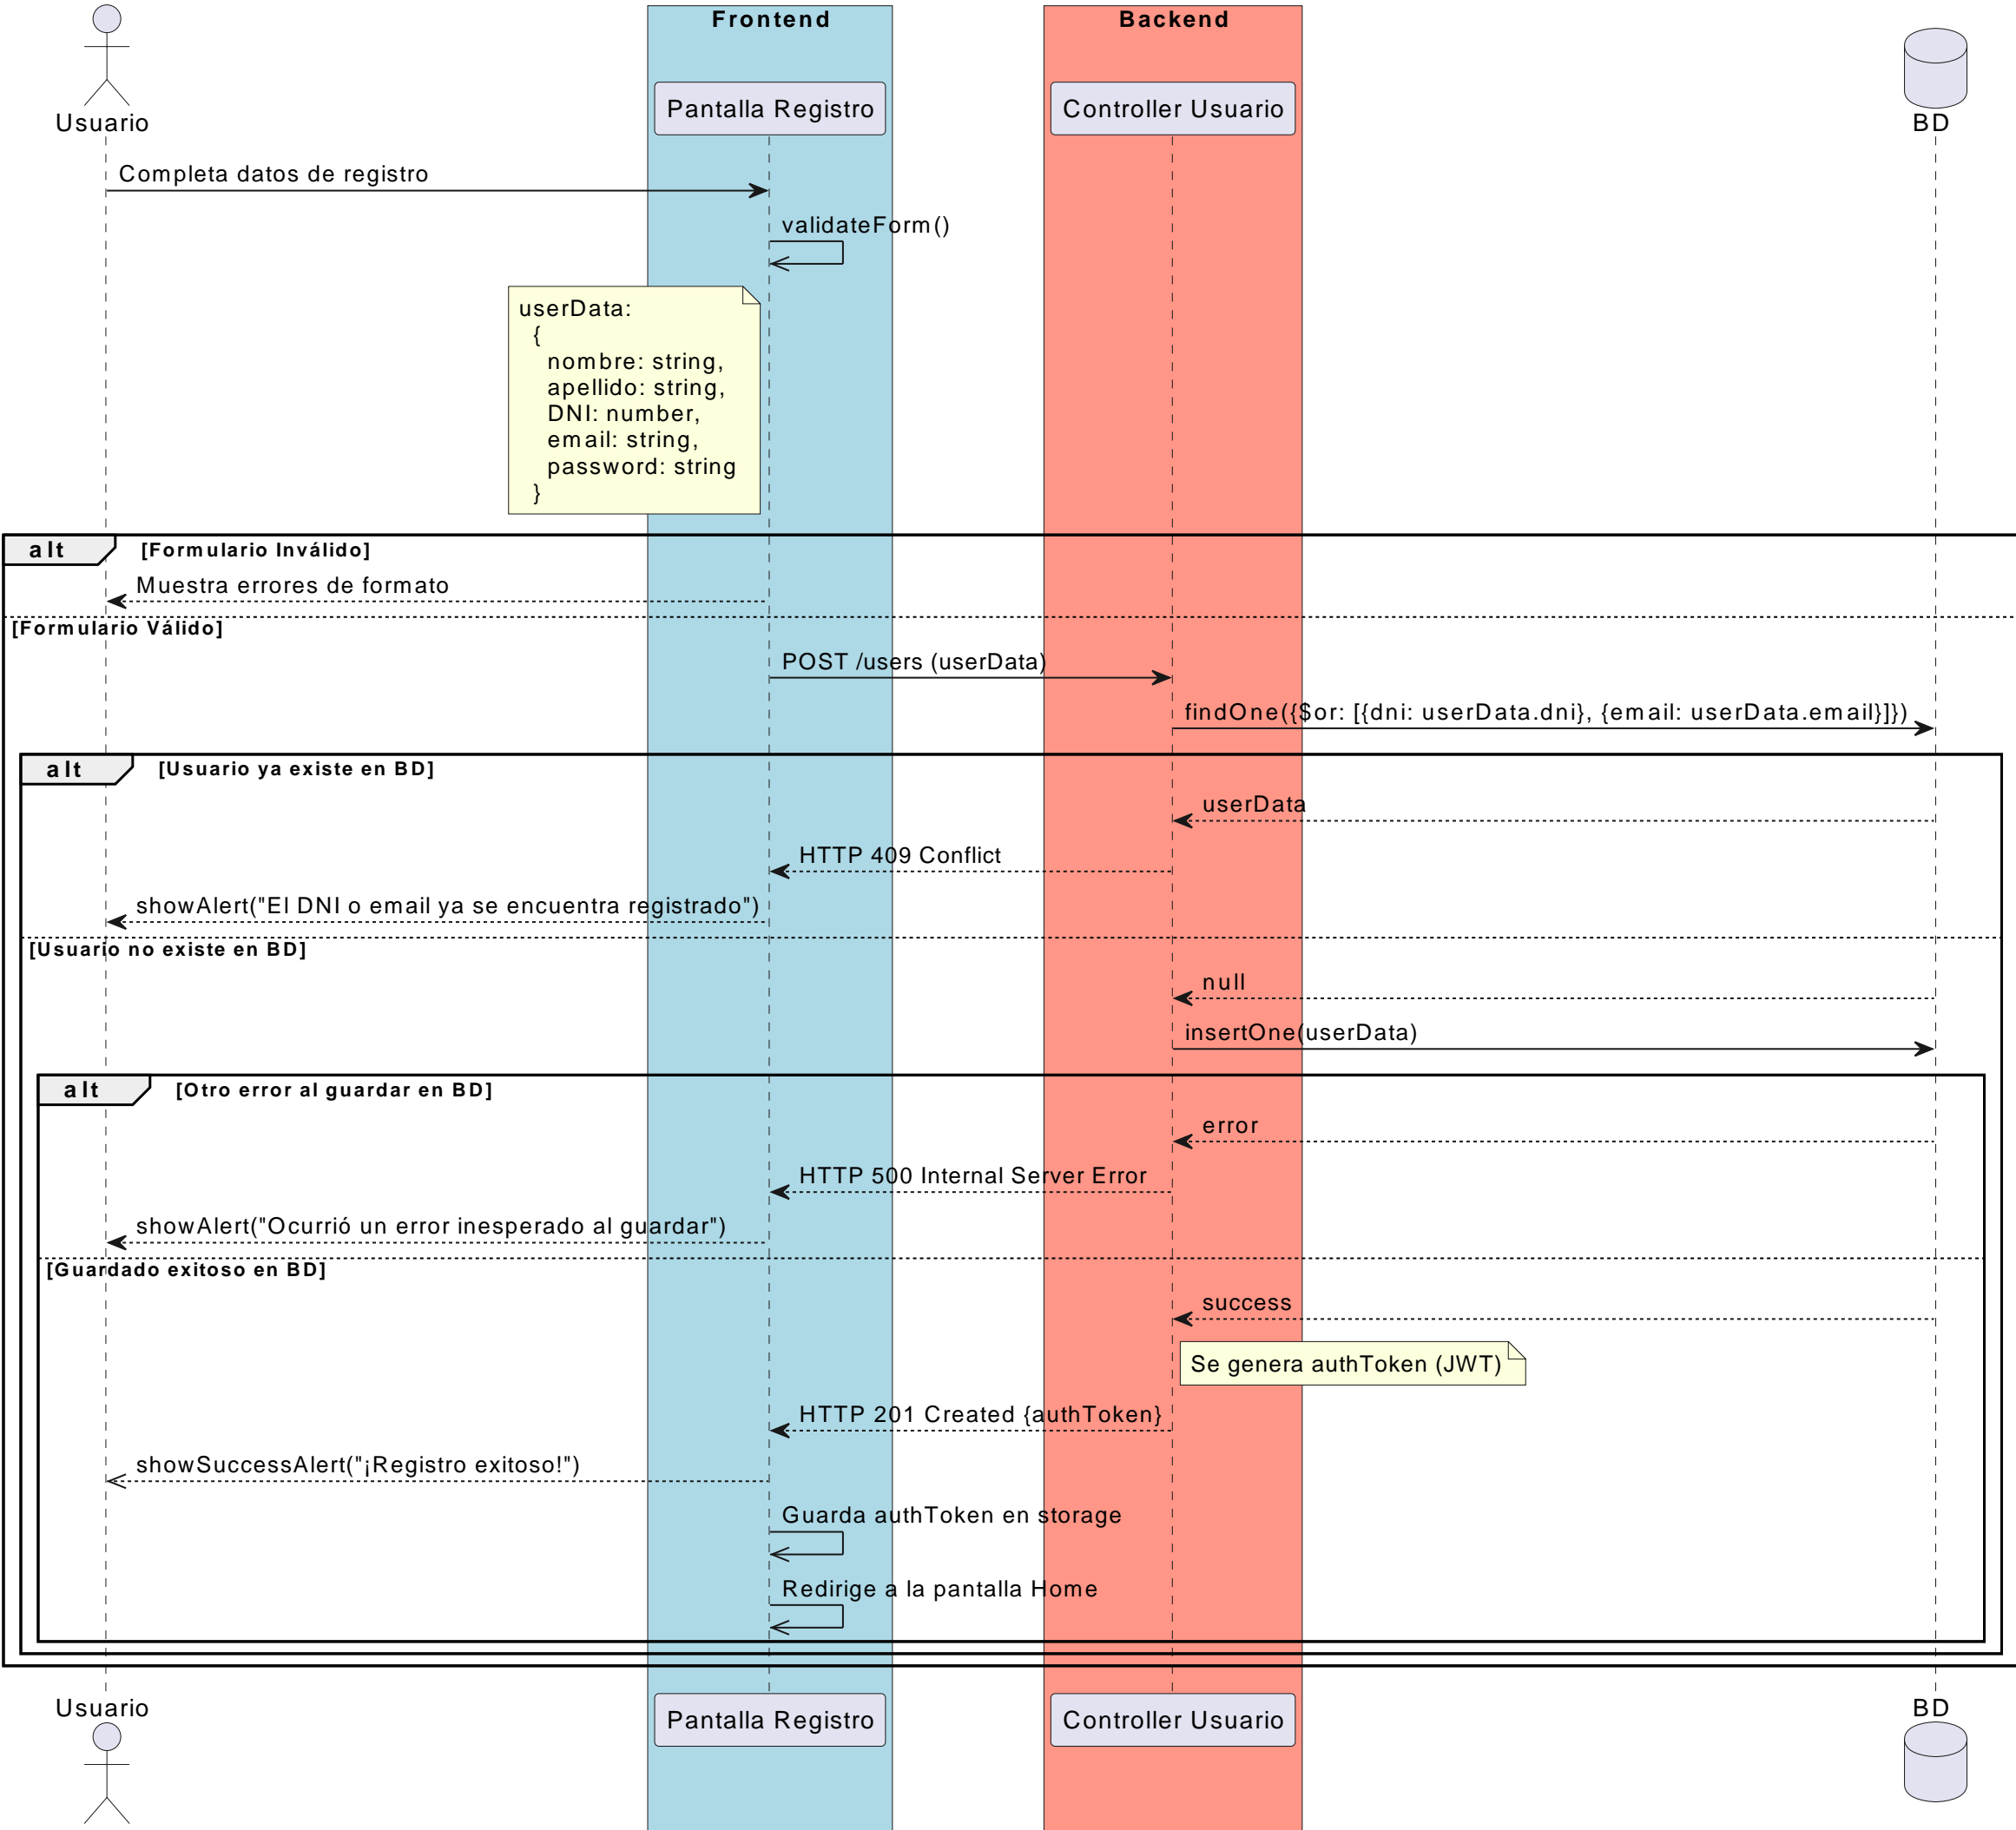 Frontend
Backend
Usuario
Pantalla Registro
Controller Usuario
BD
Completa datos de registro
validateForm()
userData:
{
nombre: string,
apellido: string,
DNI: number,
email: string,
password: string
}
alt
[Formulario Inválido]
Muestra errores de formato
[Formulario Válido]
POST /users (userData)
findOne({$or: [{dni: userData.dni}, {email: userData.email}]})
alt
[Usuario ya existe en BD]
userData
HTTP 409 Conflict
showAlert("El DNI o email ya se encuentra registrado")
[Usuario no existe en BD]
null
insertOne(userData)
alt
[Otro error al guardar en BD]
error
HTTP 500 Internal Server Error
showAlert("Ocurrió un error inesperado al guardar")
[Guardado exitoso en BD]
success
Se genera authToken (JWT)
HTTP 201 Created {authToken}
showSuccessAlert("¡Registro exitoso!")
Guarda authToken en storage
Redirige a la pantalla Home
Usuario
Pantalla Registro
Controller Usuario
BD